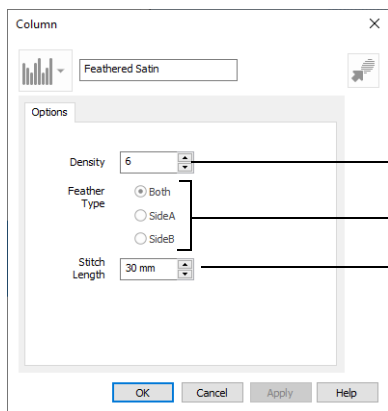 Column
Feathered Satin
Options
Density 6
Feather Type
Both
SideA
SideB
Stitch Length 30 mm
OK Cancel Apply Help